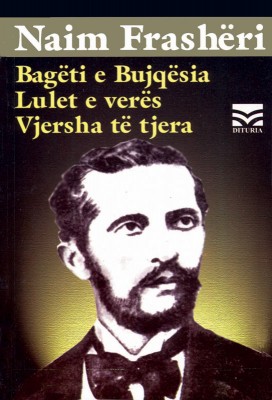 Naim Frashëri
Bagëti e Bujqësia
Lulet e verës
Vjersha të tjera
DITURIA